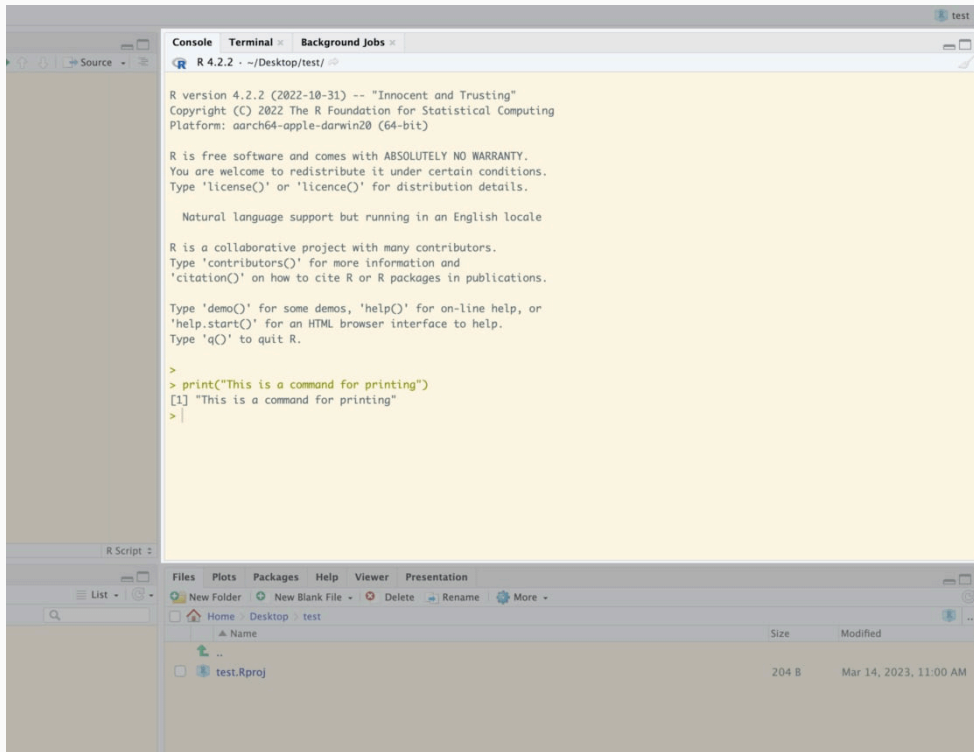 test
Source
Console Terminal Background Jobs
R 4.2.2 · ~/Desktop/test/
R version 4.2.2 (2022-10-31) -- "Innocent and Trusting"
Copyright (C) 2022 The R Foundation for Statistical Computing
Platform: aarch64-apple-darwin20 (64-bit)
R is free software and comes with ABSOLUTELY NO WARRANTY.
You are welcome to redistribute it under certain conditions.
Type 'license()' or 'licence()' for distribution details.
Natural language support but running in an English locale
R is a collaborative project with many contributors.
Type 'contributors()' for more information and
'citation()' on how to cite R or R packages in publications.
Type 'demo()' for some demos, 'help()' for on-line help, or
'help.start()' for an HTML browser interface to help.
Type 'q()' to quit R.
>
> print("This is a command for printing")
[1] "This is a command for printing"
>
R Script
List
Files Plots Packages Help Viewer Presentation
New Folder New Blank File Delete Rename More
Home Desktop test
Name Size Modified
..
test.Rproj 204 B Mar 14, 2023, 11:00 AM